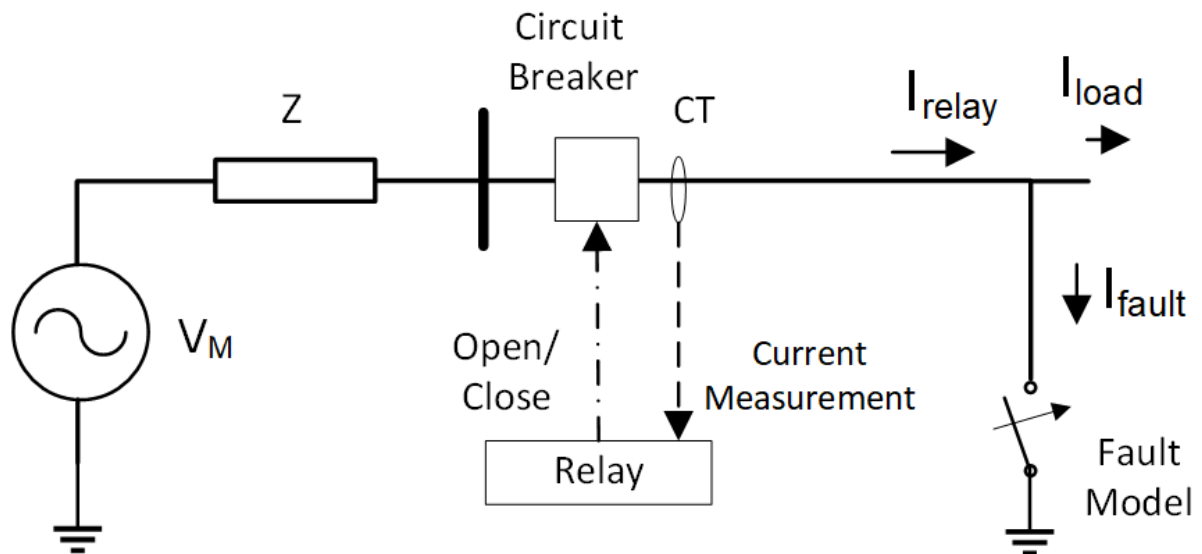 Circuit
Breaker
Z
CT
I_relay
I_load
V_M
I_fault
Open/
Close
Current
Measurement
Relay
Fault
Model